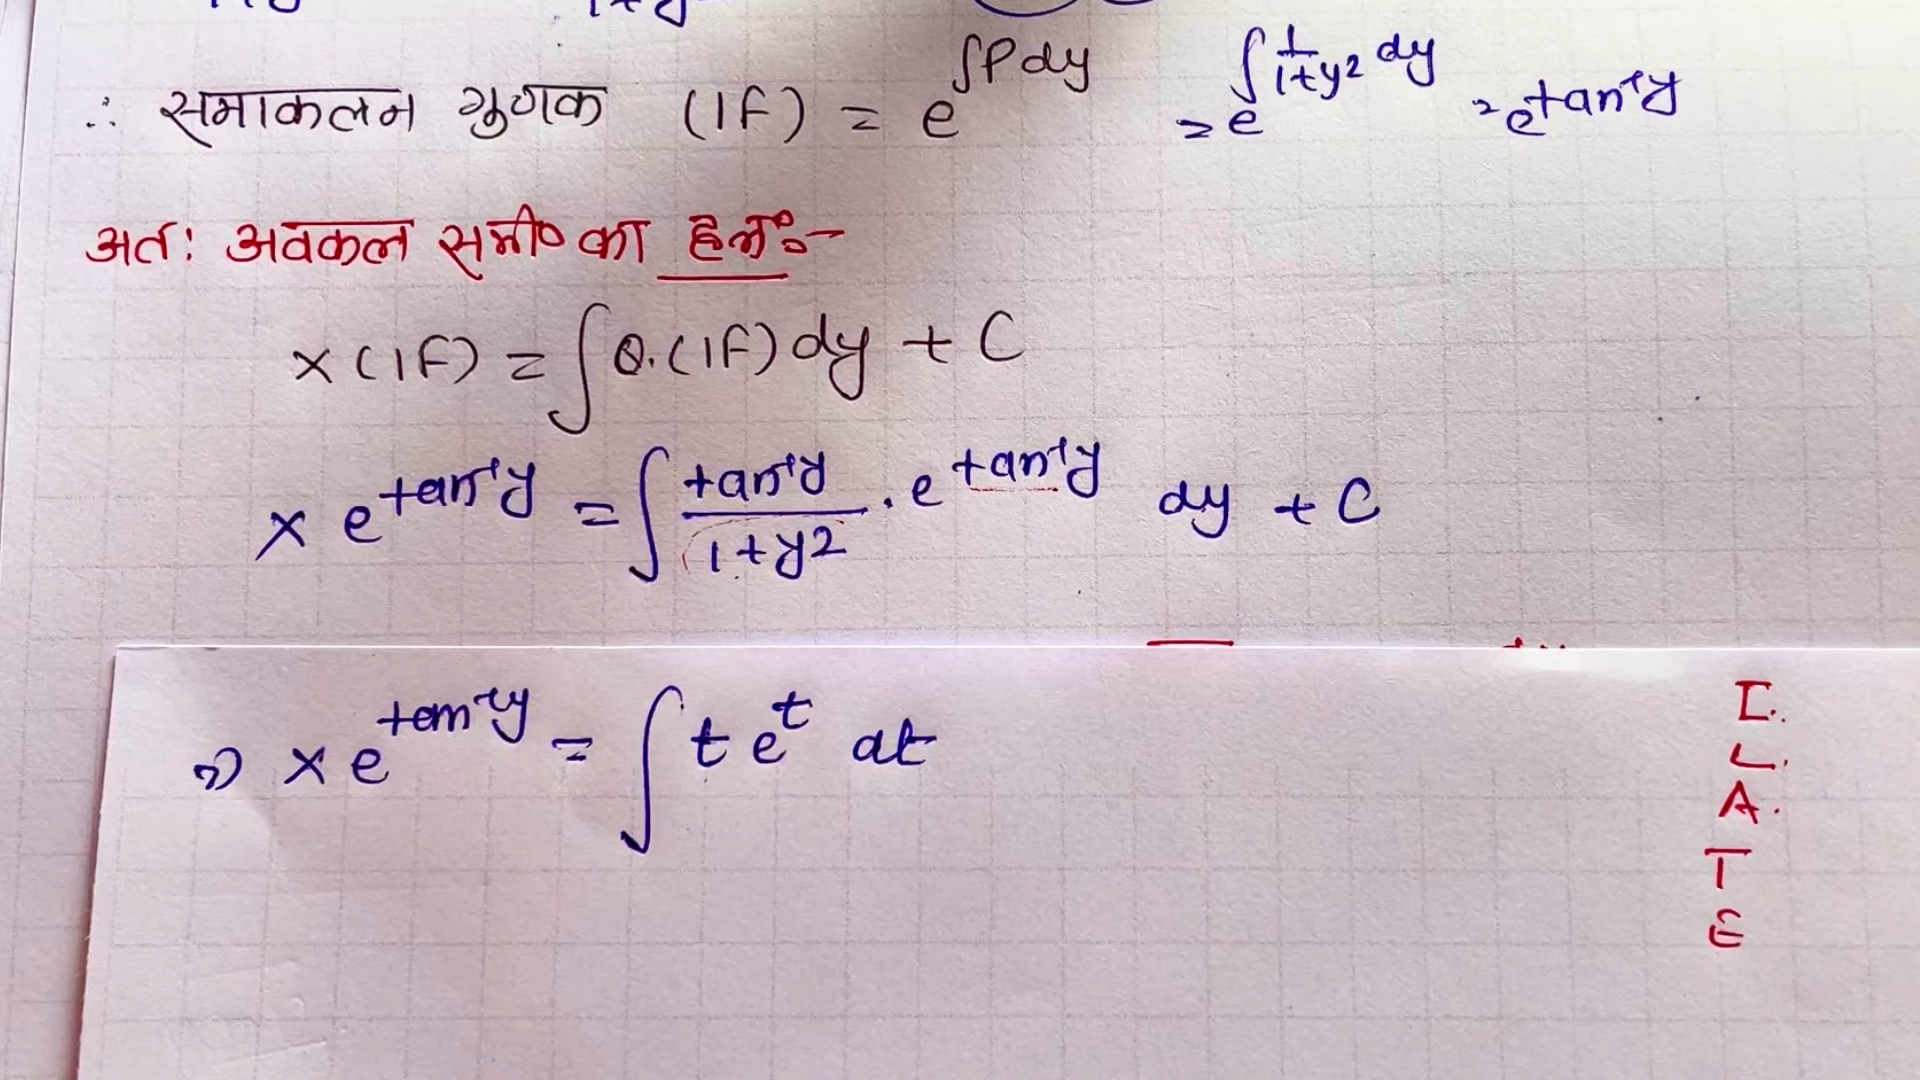 ∴ समाकलन गुणक (IF) = e^∫Pdy = e^∫1/1+y² dy = e^tan⁻¹y
अतः अवकल समी० का हलः-
x(IF) = ∫Q.(IF)dy + C
x e^tan⁻¹y = ∫ tan⁻¹y/1+y² . e^tan⁻¹y dy + C
⇒ x e^tan⁻¹y = ∫ t e^t dt
I.
L.
A.
T
E